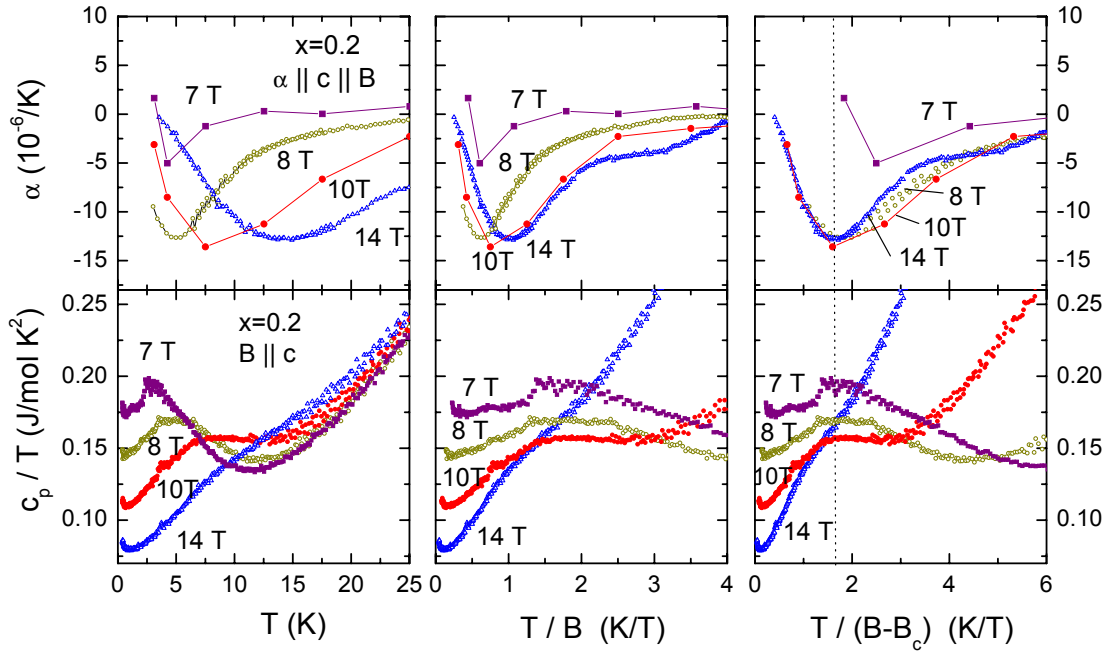 10
5
0
-5
-10
-15
α (10⁻⁶/K)
x=0.2
α || c || B
7 T
8 T
10T
14 T
7 T
8 T
10T
14 T
7 T
8 T
10T
14 T
10
5
0
-5
-10
-15
0.25
0.20
0.15
0.10
c_p / T (J/mol K²)
x=0.2
B || c
7 T
8 T
10T
14 T
7 T
8 T
10T
14 T
7 T
8 T
10T
14 T
0.25
0.20
0.15
0.10
0 5 10 15 20 25
0 1 2 3 4
0 2 4 6
T (K)
T / B (K/T)
T / (B-B_c) (K/T)